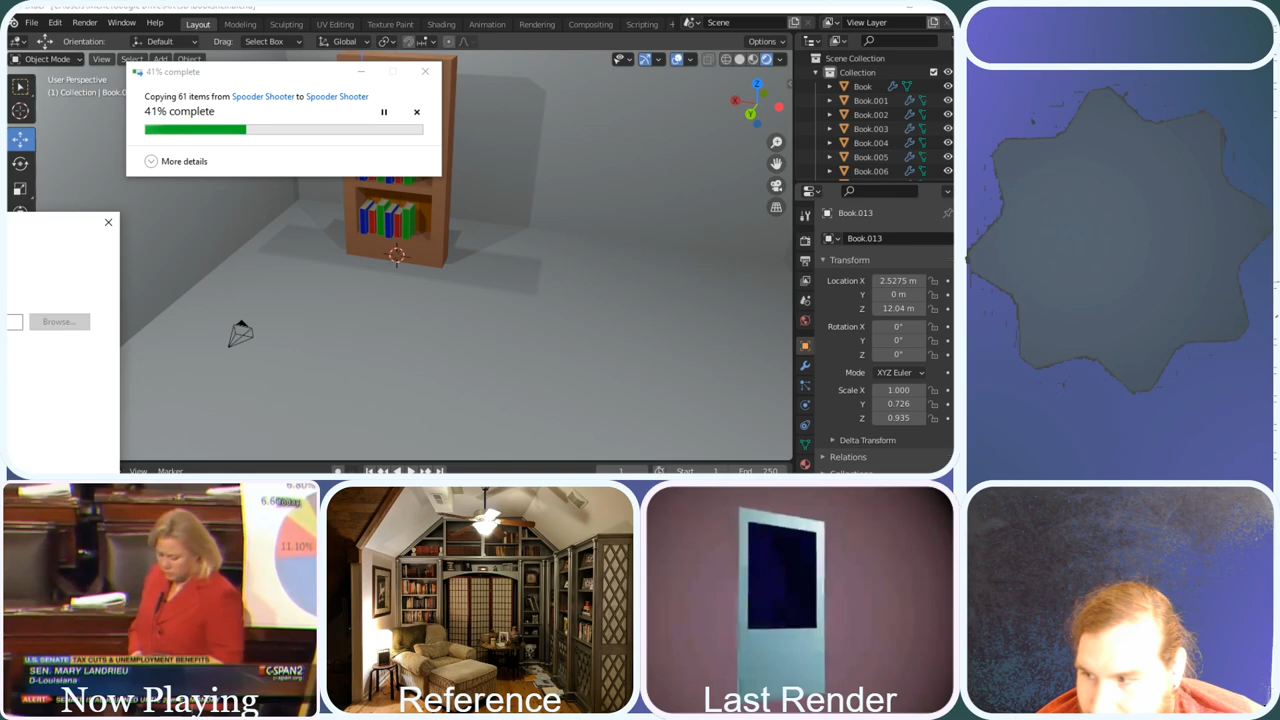 File Edit Render Window Help
Layout Modeling Sculpting UV Editing Texture Paint Shading Animation Rendering Compositing Scripting + Scene View Layer
Orientation: Default Drag: Select Box Global Options
Object Mode View Select Add Object
User Perspective
(1) Collection | Book.0
41% complete
Copying 61 items from Spooder Shooter to Spooder Shooter
41% complete
More details
Browse...
View Marker 1 Start 1 End 250
Scene Collection
Collection
Book
Book.001
Book.002
Book.003
Book.004
Book.005
Book.006
Book.013
Book.013
Transform
Location X 2.5275 m
Y 0 m
Z 12.04 m
Rotation X 0°
Y 0°
Z 0°
Mode XYZ Euler
Scale X 1.000
Y 0.726
Z 0.935
Delta Transform
Relations
Today
11.10%
U.S. SENATE TAX CUTS & UNEMPLOYMENT BENEFITS
SEN. MARY LANDRIEU
D-Louisiana
C-SPAN2
c-span.org
ALERT
Now Playing
Reference
Last Render